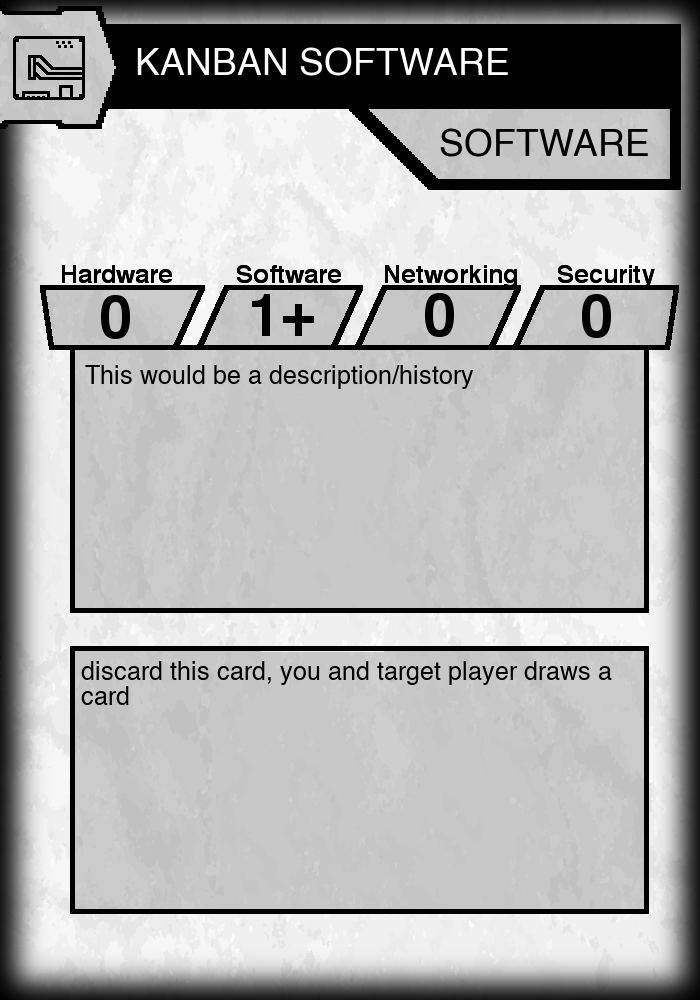 KANBAN SOFTWARE
SOFTWARE
Hardware Software Networking Security
0 1+ 0 0
This would be a description/history
discard this card, you and target player draws a
card